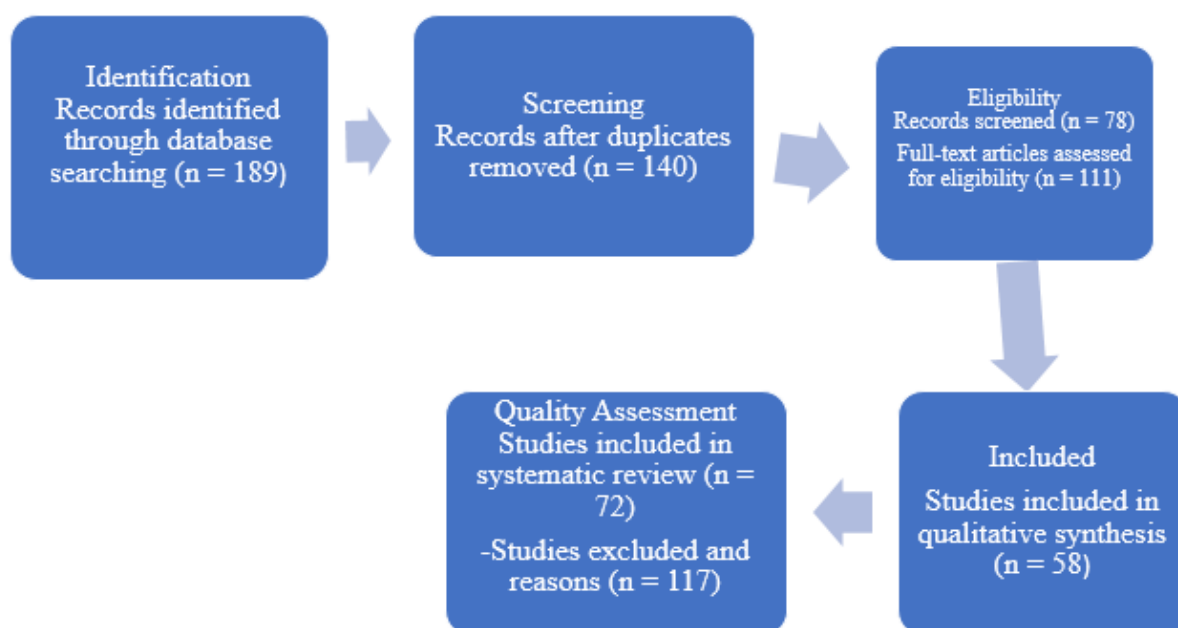 Identification
Records identified
through database
searching (n = 189)
Screening
Records after duplicates
removed (n = 140)
Eligibility
Records screened (n = 78)
Full-text articles assessed
for eligibility (n = 111)
Included
Studies included in
qualitative synthesis
(n = 58)
Quality Assessment
Studies included in
systematic review (n =
72)
-Studies excluded and
reasons (n = 117)